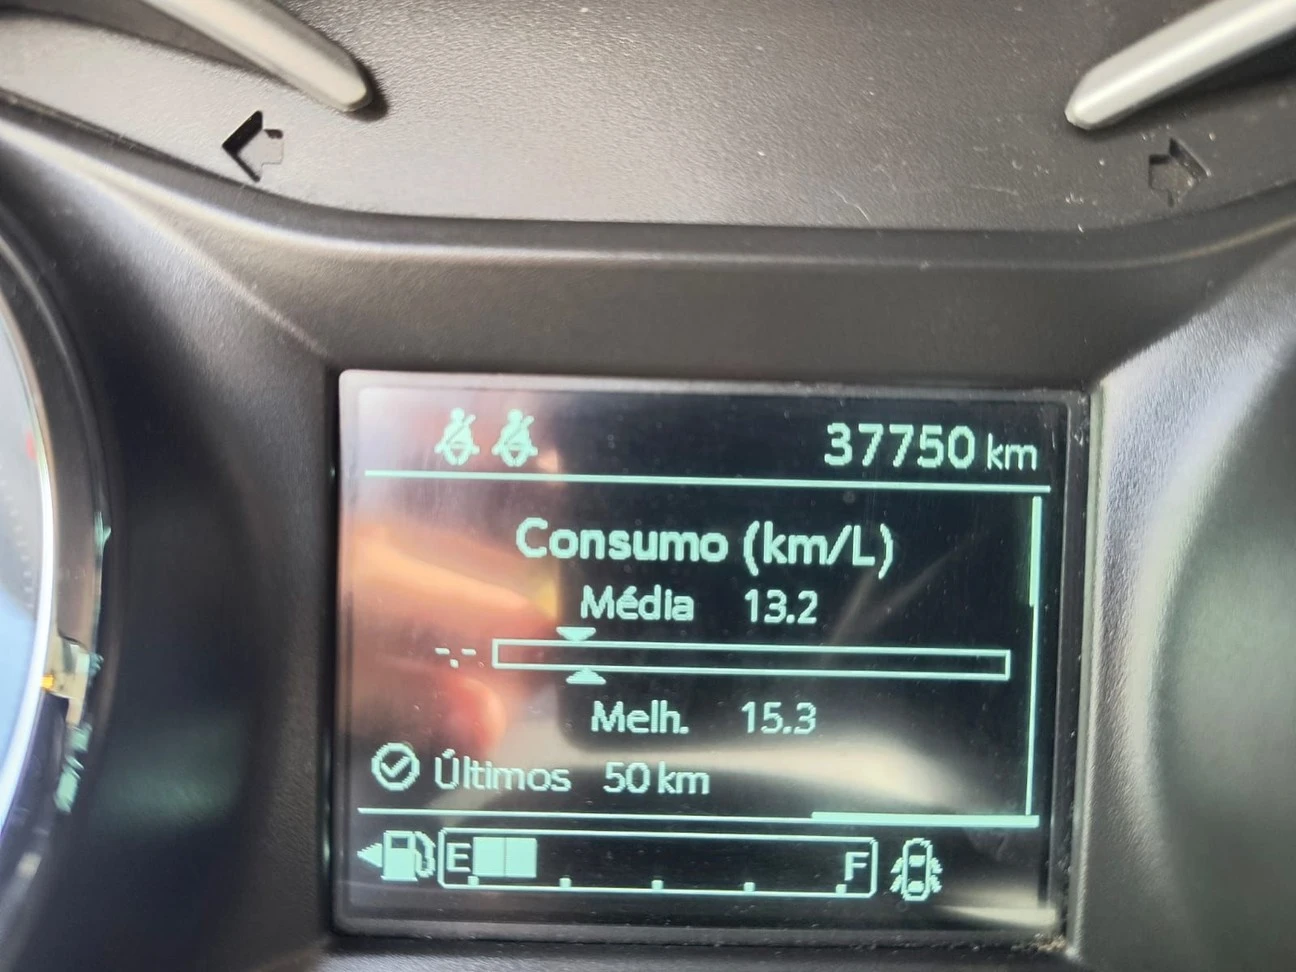 37750 km
Consumo (km/L)
Média 13.2
-.-
Melh. 15.3
Últimos 50 km
E F